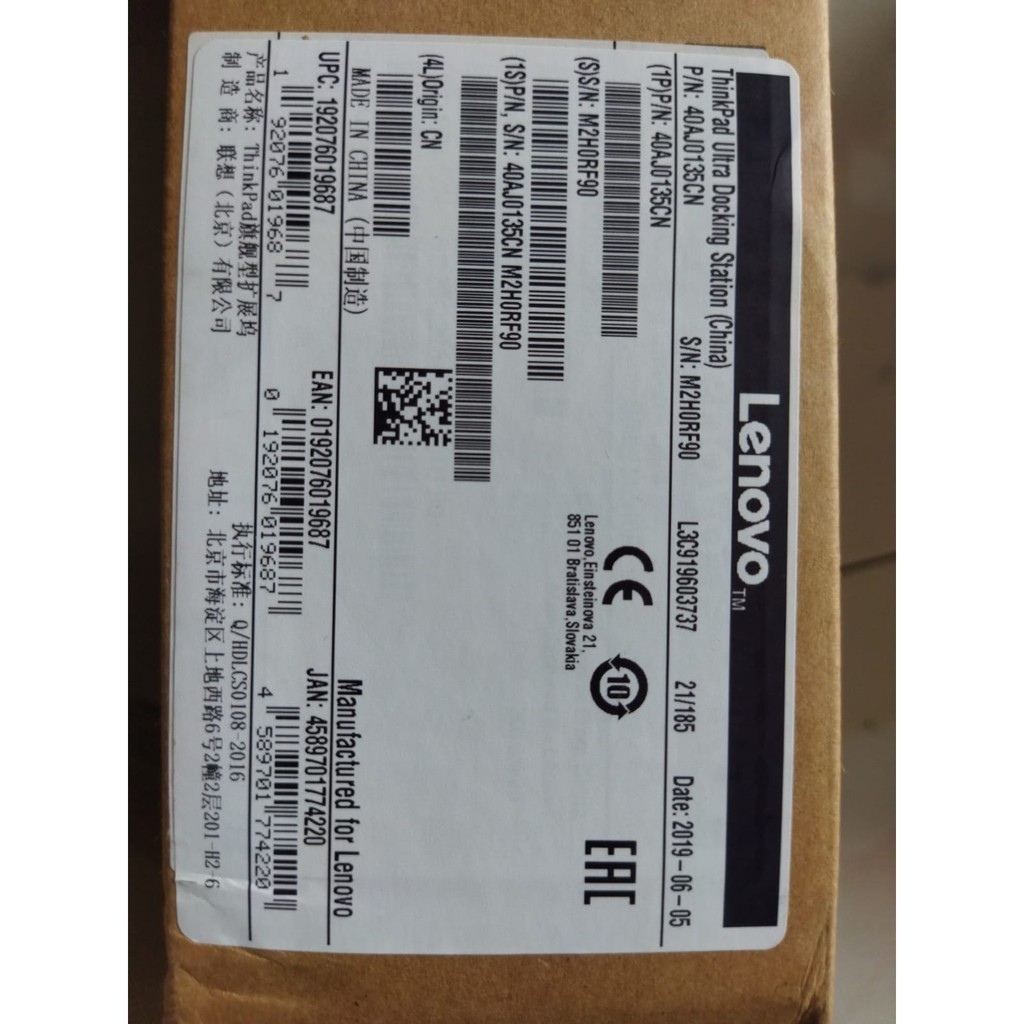 Lenovo™
ThinkPad Ultra Docking Station (China)
P/N: 40AJ0135CN S/N: M2H0RF90 L3C919603737 21/185 Date: 2019-06-05
(1P)P/N: 40AJ0135CN
(S)S/N: M2H0RF90
(1S)P/N, S/N: 40AJ0135CN M2H0RF90
(4L)Origin: CN
CE
10
EAC
Lenovo,Einsteinova 21,
851 01 Bratislava,Slovakia
MADE IN CHINA (中国制造)
Manufactured for Lenovo
UPC: 192076019687 EAN: 0192076019687 JAN: 4589701774220
1 92076 01968 7
0 192076 019687
4 589701 774220
产品名称: ThinkPad旗舰型扩展坞 执行标准: Q/HDLCS0108-2016
制 造 商: 联想(北京)有限公司 地址: 北京市海淀区上地西路6号2幢2层201-H2-6